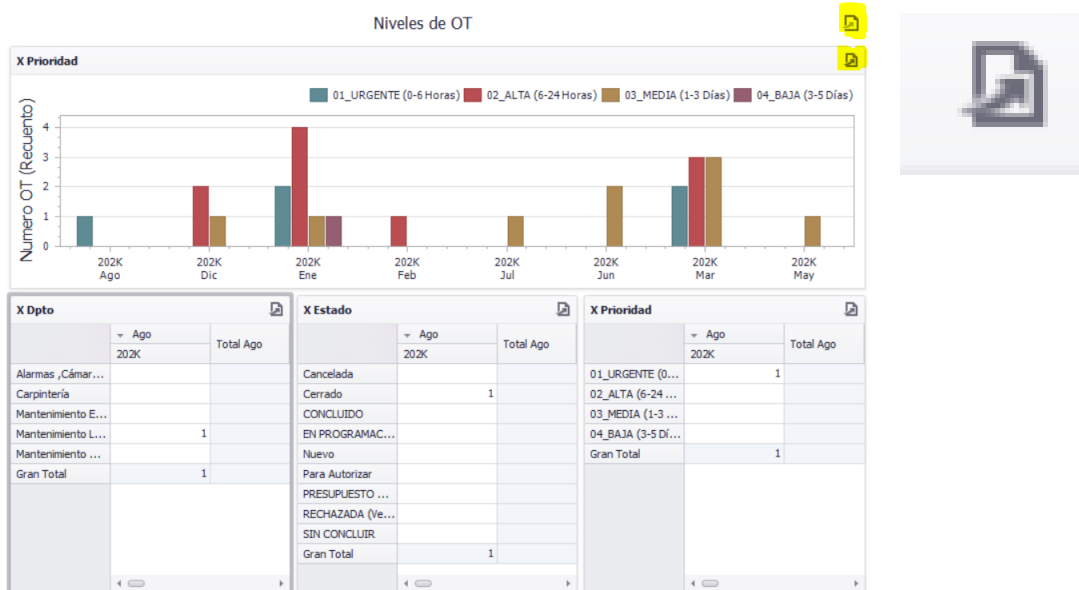 Niveles de OT
X Prioridad
01_URGENTE (0-6 Horas) 02_ALTA (6-24 Horas) 03_MEDIA (1-3 Días) 04_BAJA (3-5 Días)
Numero OT (Recuento)
4
3
2
1
0
202K 202K 202K 202K 202K 202K 202K 202K
Ago Dic Ene Feb Jul Jun Mar May
X Dpto
Ago Total Ago
202K
Alarmas ,Cámar...
Carpintería
Mantenimiento E...
Mantenimiento L... 1
Mantenimiento ...
Gran Total 1
X Estado
Ago Total Ago
202K
Cancelada
Cerrado 1
CONCLUIDO
EN PROGRAMAC...
Nuevo
Para Autorizar
PRESUPUESTO ...
RECHAZADA (Ve...
SIN CONCLUIR
Gran Total 1
X Prioridad
Ago Total Ago
202K
01_URGENTE (0... 1
02_ALTA (6-24 ...
03_MEDIA (1-3 ...
04_BAJA (3-5 Dí...
Gran Total 1